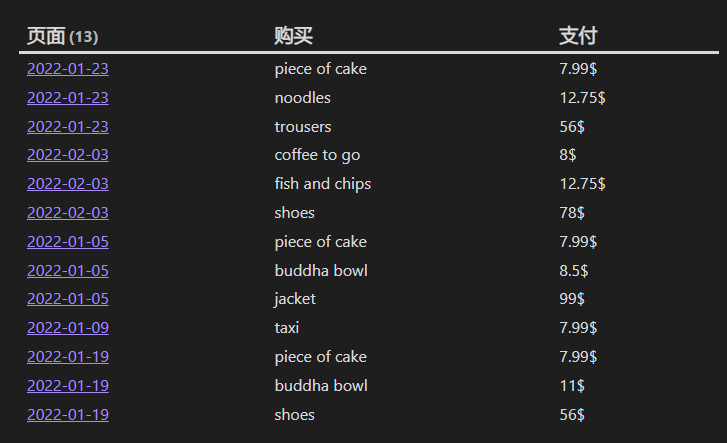 页面 (13) 购买 支付
2022-01-23 piece of cake 7.99$
2022-01-23 noodles 12.75$
2022-01-23 trousers 56$
2022-02-03 coffee to go 8$
2022-02-03 fish and chips 12.75$
2022-02-03 shoes 78$
2022-01-05 piece of cake 7.99$
2022-01-05 buddha bowl 8.5$
2022-01-05 jacket 99$
2022-01-09 taxi 7.99$
2022-01-19 piece of cake 7.99$
2022-01-19 buddha bowl 11$
2022-01-19 shoes 56$